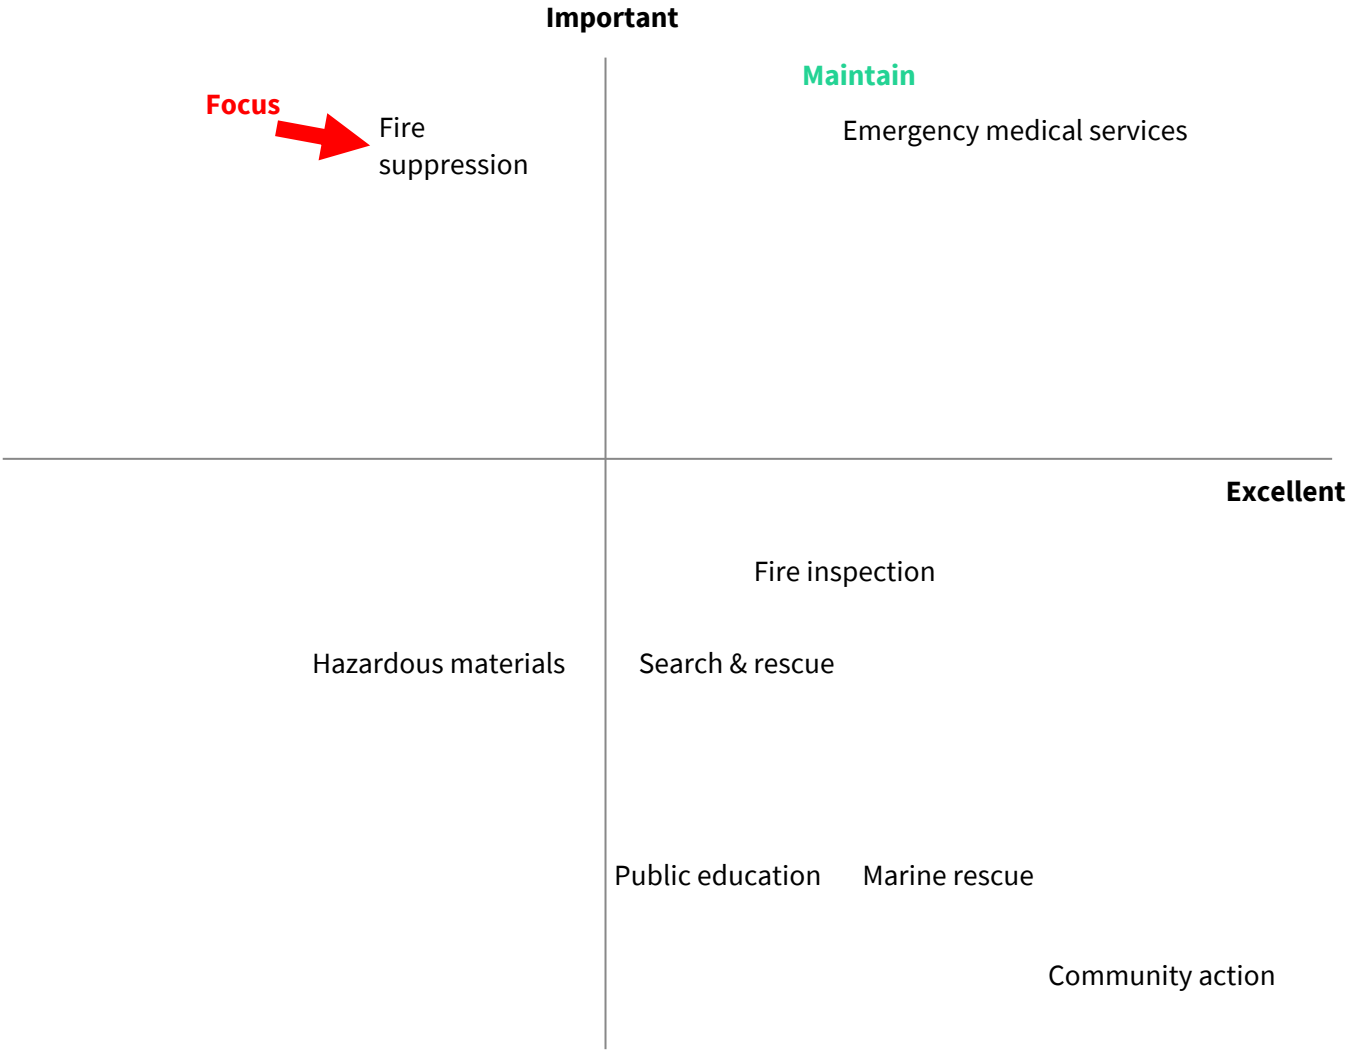 Important
Maintain
Focus
Fire
suppression
Emergency medical services
Excellent
Fire inspection
Hazardous materials
Search & rescue
Public education
Marine rescue
Community action